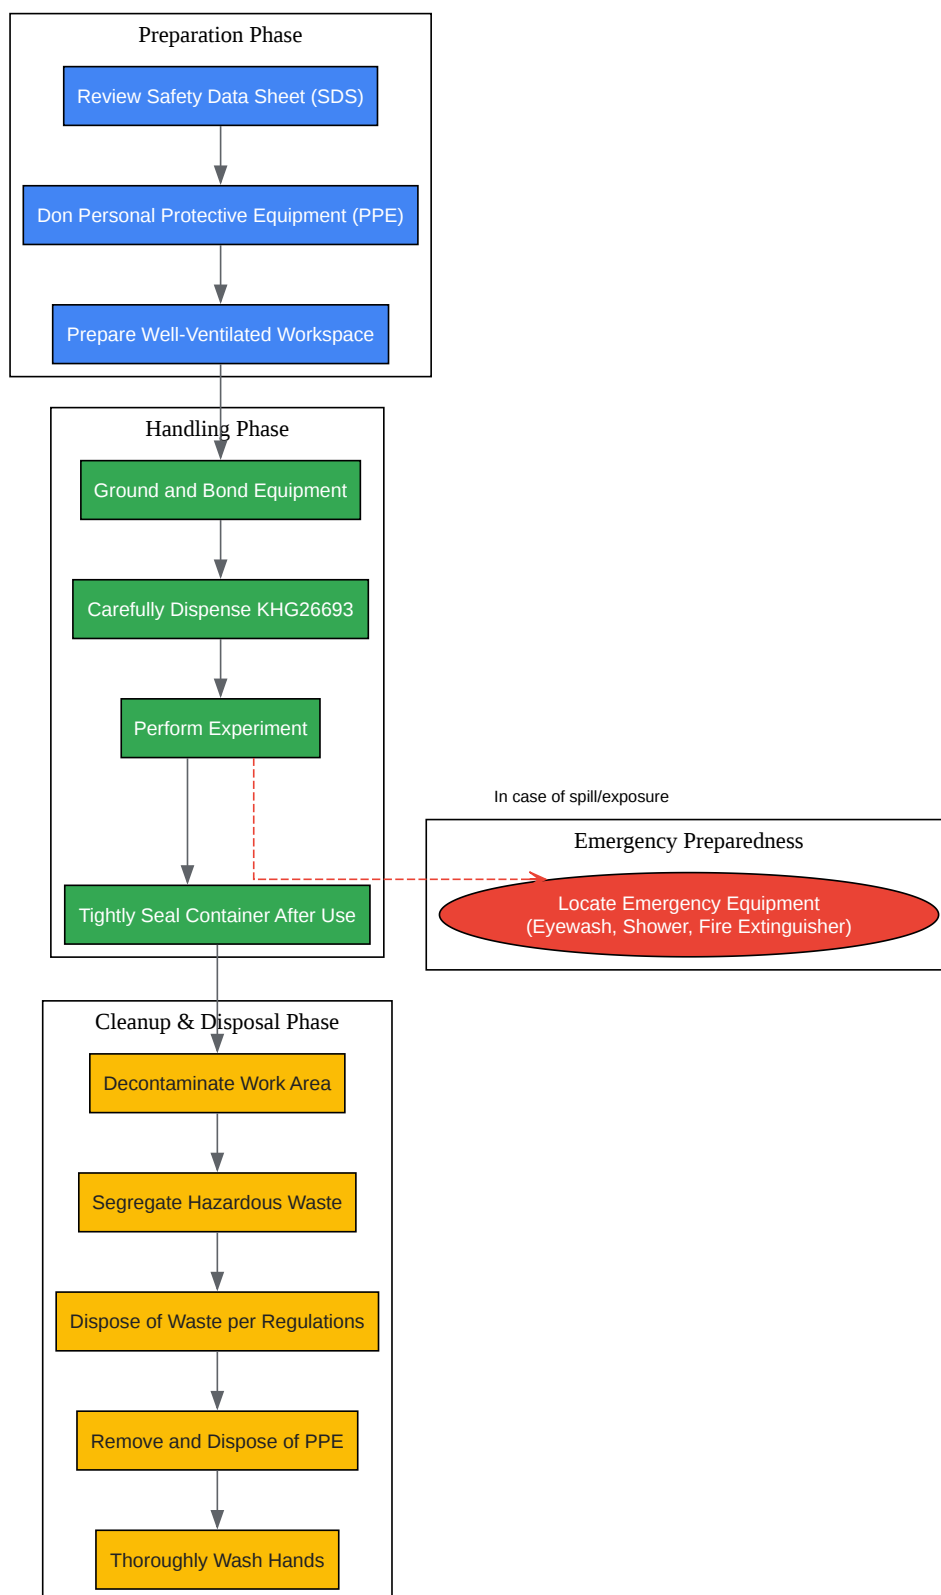 Preparation Phase
Review Safety Data Sheet (SDS)
Don Personal Protective Equipment (PPE)
Prepare Well-Ventilated Workspace
Handling Phase
Ground and Bond Equipment
Carefully Dispense KHG26693
Perform Experiment
In case of spill/exposure
Emergency Preparedness
Locate Emergency Equipment
(Eyewash, Shower, Fire Extinguisher)
Tightly Seal Container After Use
Cleanup & Disposal Phase
Decontaminate Work Area
Segregate Hazardous Waste
Dispose of Waste per Regulations
Remove and Dispose of PPE
Thoroughly Wash Hands